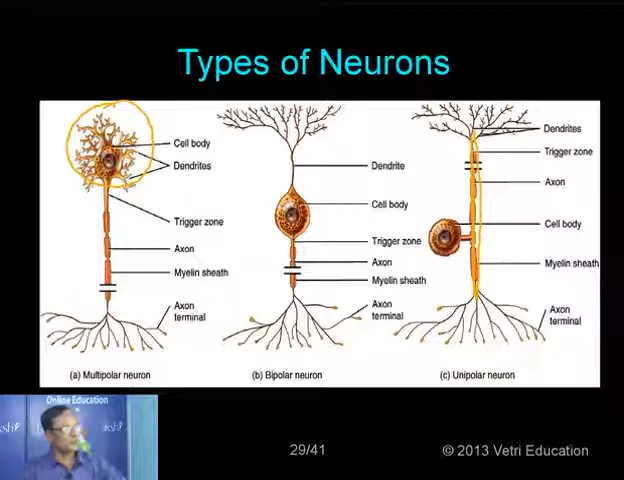 Types of Neurons
Cell body
Dendrites
Trigger zone
Axon
Myelin sheath
Axon
terminal
(a) Multipolar neuron
Dendrite
Cell body
Trigger zone
Axon
Myelin sheath
Axon
terminal
(b) Bipolar neuron
Dendrites
Trigger zone
Axon
Cell body
Myelin sheath
Axon
terminal
(c) Unipolar neuron
Online Education
29/41
© 2013 Vetri Education